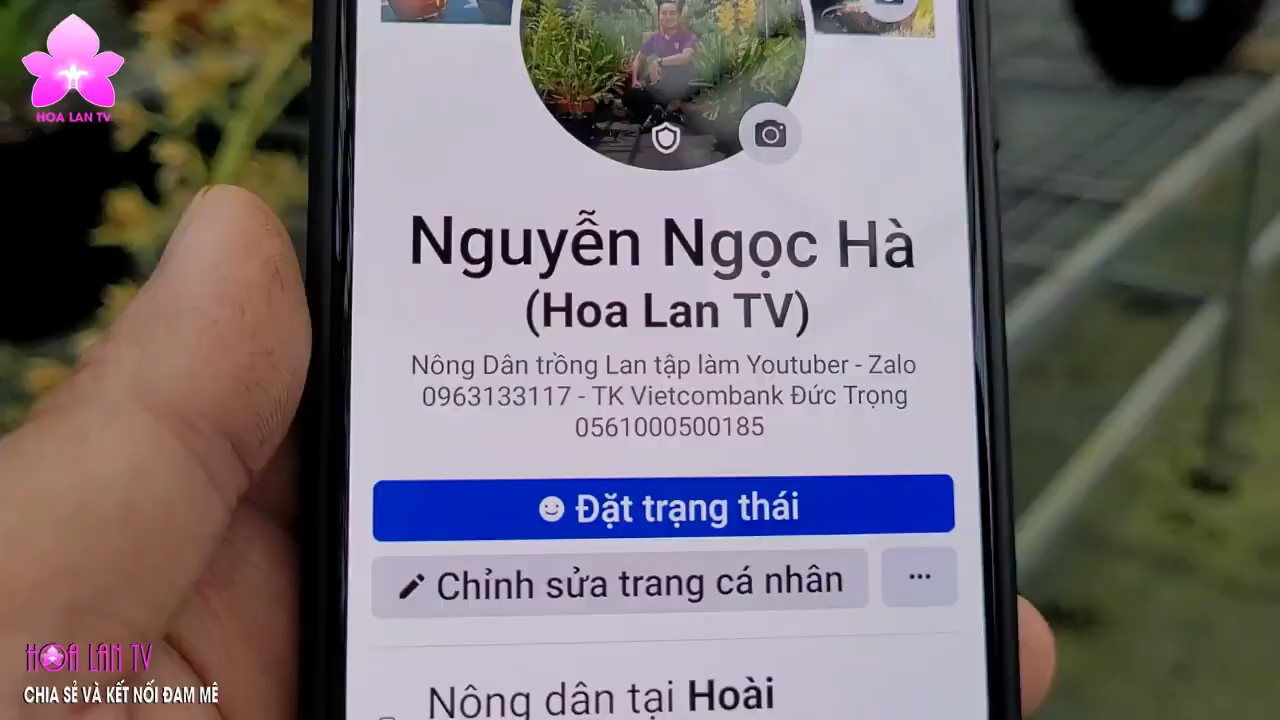 HOA LAN TV
Nguyễn Ngọc Hà
(Hoa Lan TV)
Nông Dân trồng Lan tập làm Youtuber - Zalo
0963133117 - TK Vietcombank Đức Trọng
0561000500185
Đặt trạng thái
Chỉnh sửa trang cá nhân
Nông dân tại Hoài
HOA LAN TV
CHIA SẺ VÀ KẾT NỐI ĐAM MÊ